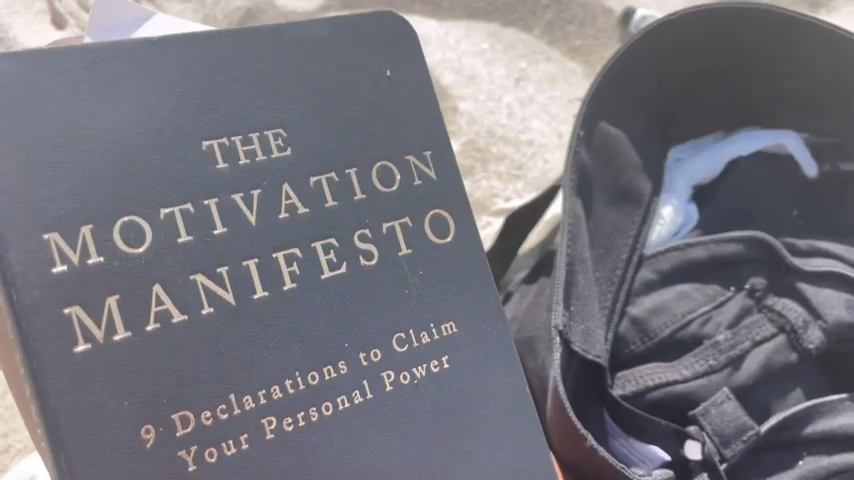 THE
MOTIVATION
MANIFESTO
9 Declarations to Claim
Your Personal Power